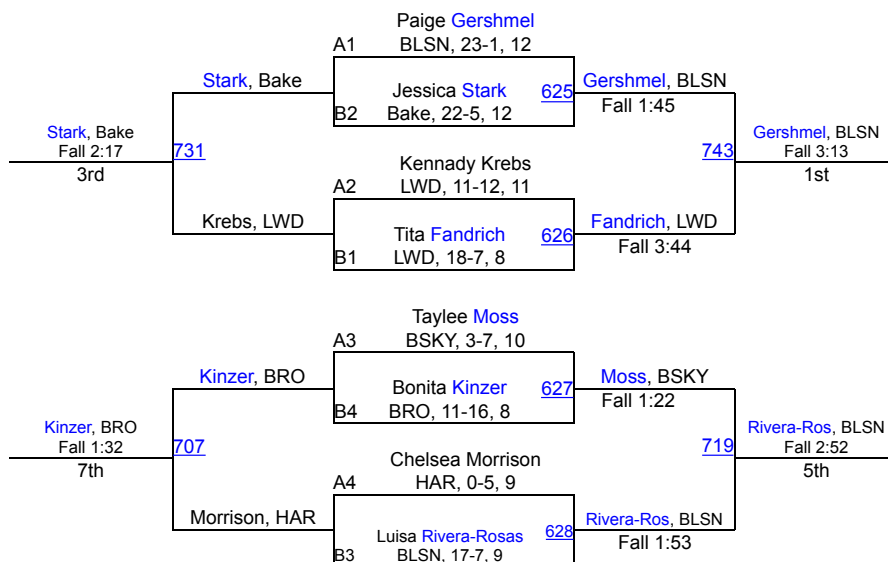 Paige Gershmel
A1
BLSN, 23-1, 12
Stark, Bake
Jessica Stark
625
Gershmel, BLSN
B2
Bake, 22-5, 12
Fall 1:45
Stark, Bake
Fall 2:17
731
3rd
743
Gershmel, BLSN
Fall 3:13
1st
Kennady Krebs
A2
LWD, 11-12, 11
Krebs, LWD
Tita Fandrich
626
Fandrich, LWD
B1
LWD, 18-7, 8
Fall 3:44
Taylee Moss
A3
BSKY, 3-7, 10
Kinzer, BRO
Bonita Kinzer
627
Moss, BSKY
B4
BRO, 11-16, 8
Fall 1:22
Kinzer, BRO
Fall 1:32
707
7th
719
Rivera-Ros, BLSN
Fall 2:52
5th
Chelsea Morrison
A4
HAR, 0-5, 9
Morrison, HAR
Luisa Rivera-Rosas
628
Rivera-Ros, BLSN
B3
BLSN, 17-7, 9
Fall 1:53